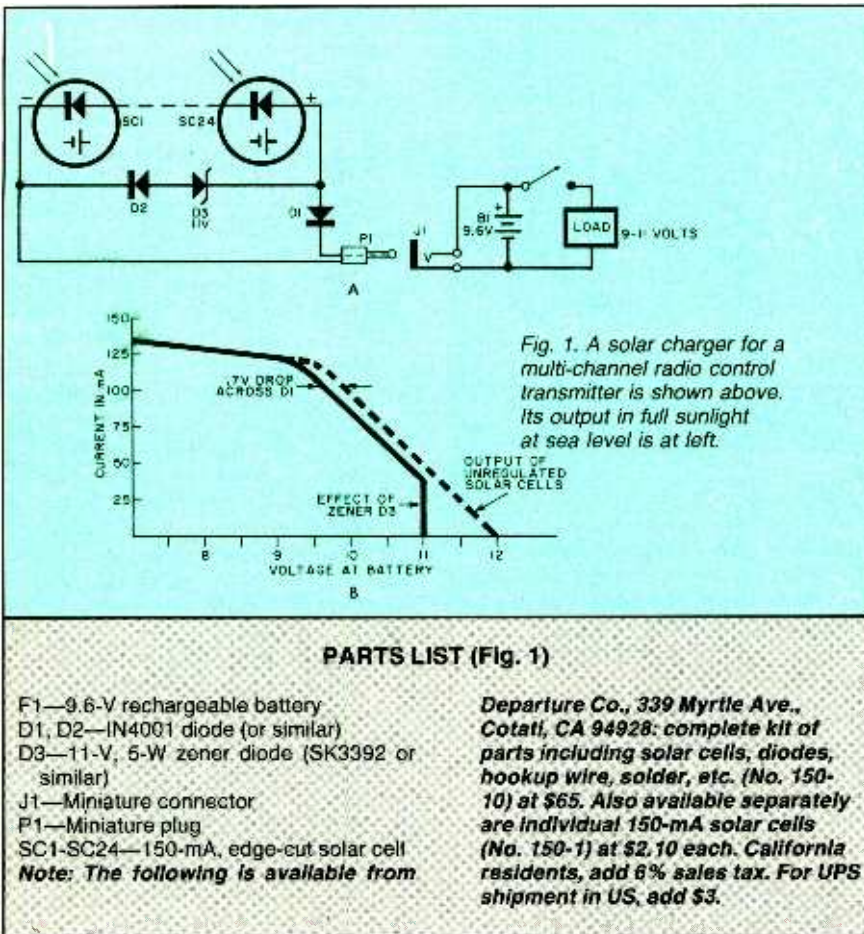 SC1
SC24
D2
D3
11V
D1
P1
J1
B1
9.6V
LOAD
9-11 VOLTS
A
Fig. 1. A solar charger for a
multi-channel radio control
transmitter is shown above.
Its output in full sunlight
at sea level is at left.
150
125
100
75
50
25
CURRENT IN mA
.7V DROP
ACROSS D1
OUTPUT OF
UNREGULATED
SOLAR CELLS
EFFECT OF
ZENER D3
8
9
10
11
12
VOLTAGE AT BATTERY
B
PARTS LIST (Fig. 1)
F1—9.6-V rechargeable battery
D1, D2—IN4001 diode (or similar)
D3—11-V, 5-W zener diode (SK3392 or
similar)
J1—Miniature connector
P1—Miniature plug
SC1-SC24—150-mA, edge-cut solar cell
Note: The following is available from
Departure Co., 339 Myrtle Ave.,
Cotati, CA 94928: complete kit of
parts including solar cells, diodes,
hookup wire, solder, etc. (No. 150-
10) at $65. Also available separately
are individual 150-mA solar cells
(No. 150-1) at $2.10 each. California
residents, add 6% sales tax. For UPS
shipment in US, add $3.